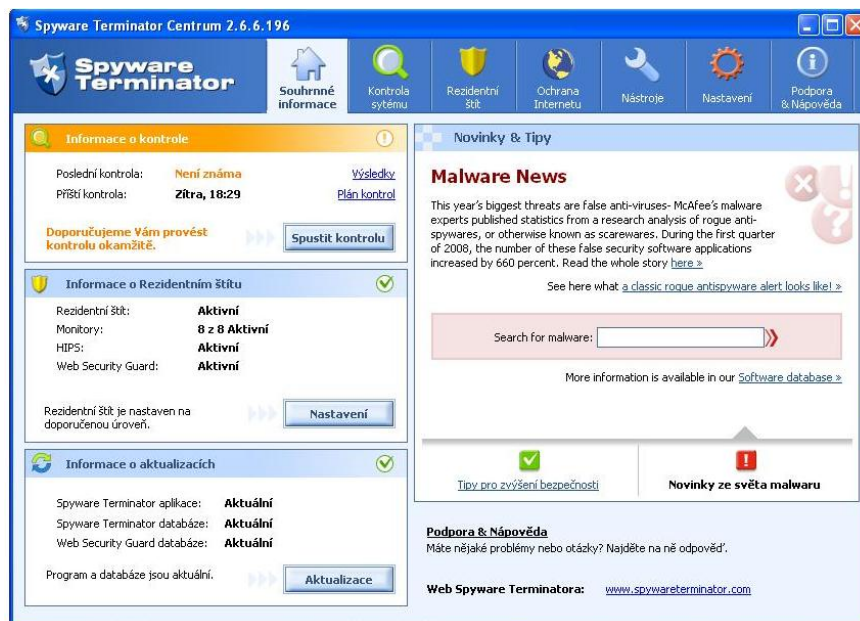 Spyware Terminator Centrum 2.6.6.196
Spyware
Terminator
Souhrnné
informace
Kontrola
sytému
Rezidentní
štít
Ochrana
Internetu
Nástroje
Nastavení
Podpora
& Nápověda
Informace o kontrole
Poslední kontrola: Není známa Výsledky
Příští kontrola: Zítra, 18:29 Plán kontrol
Doporučujeme Vám provést
kontrolu okamžitě.
Spustit kontrolu
Informace o Rezidentním štítu
Rezidentní štít: Aktivní
Monitory: 8 z 8 Aktivní
HIPS: Aktivní
Web Security Guard: Aktivní
Rezidentní štít je nastaven na
doporučenou úroveň.
Nastavení
Informace o aktualizacích
Spyware Terminator aplikace: Aktuální
Spyware Terminator databáze: Aktuální
Web Security Guard databáze: Aktuální
Program a databáze jsou aktuální.
Aktualizace
Novinky & Tipy
Malware News
This year's biggest threats are false anti-viruses- McAfee's malware
experts published statistics from a research analysis of rogue anti-
spywares, or otherwise known as scarewares. During the first quarter
of 2008, the number of these false security software applications
increased by 660 percent. Read the whole story here »
See here what a classic rogue antispyware alert looks like! »
Search for malware:
More information is available in our Software database »
Tipy pro zvýšení bezpečnosti
Novinky ze světa malwaru
Podpora & Nápověda
Máte nějaké problémy nebo otázky? Najděte na ně odpověď.
Web Spyware Terminatora: www.spywareterminator.com